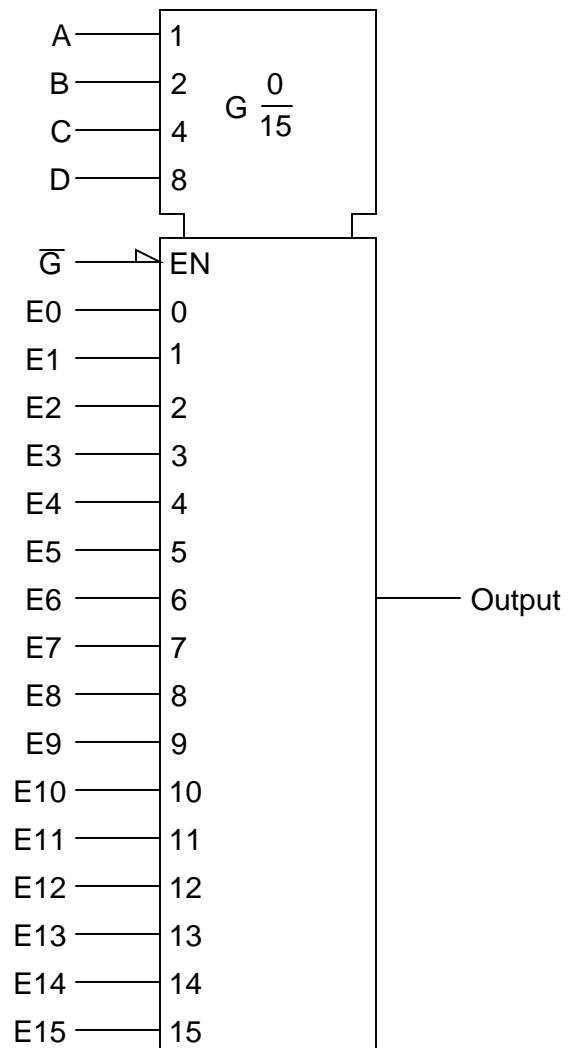 A 1
B 2
G 0/15
C 4
D 8
G̅ EN
E0 0
E1 1
E2 2
E3 3
E4 4
E5 5
E6 6
Output
E7 7
E8 8
E9 9
E10 10
E11 11
E12 12
E13 13
E14 14
E15 15